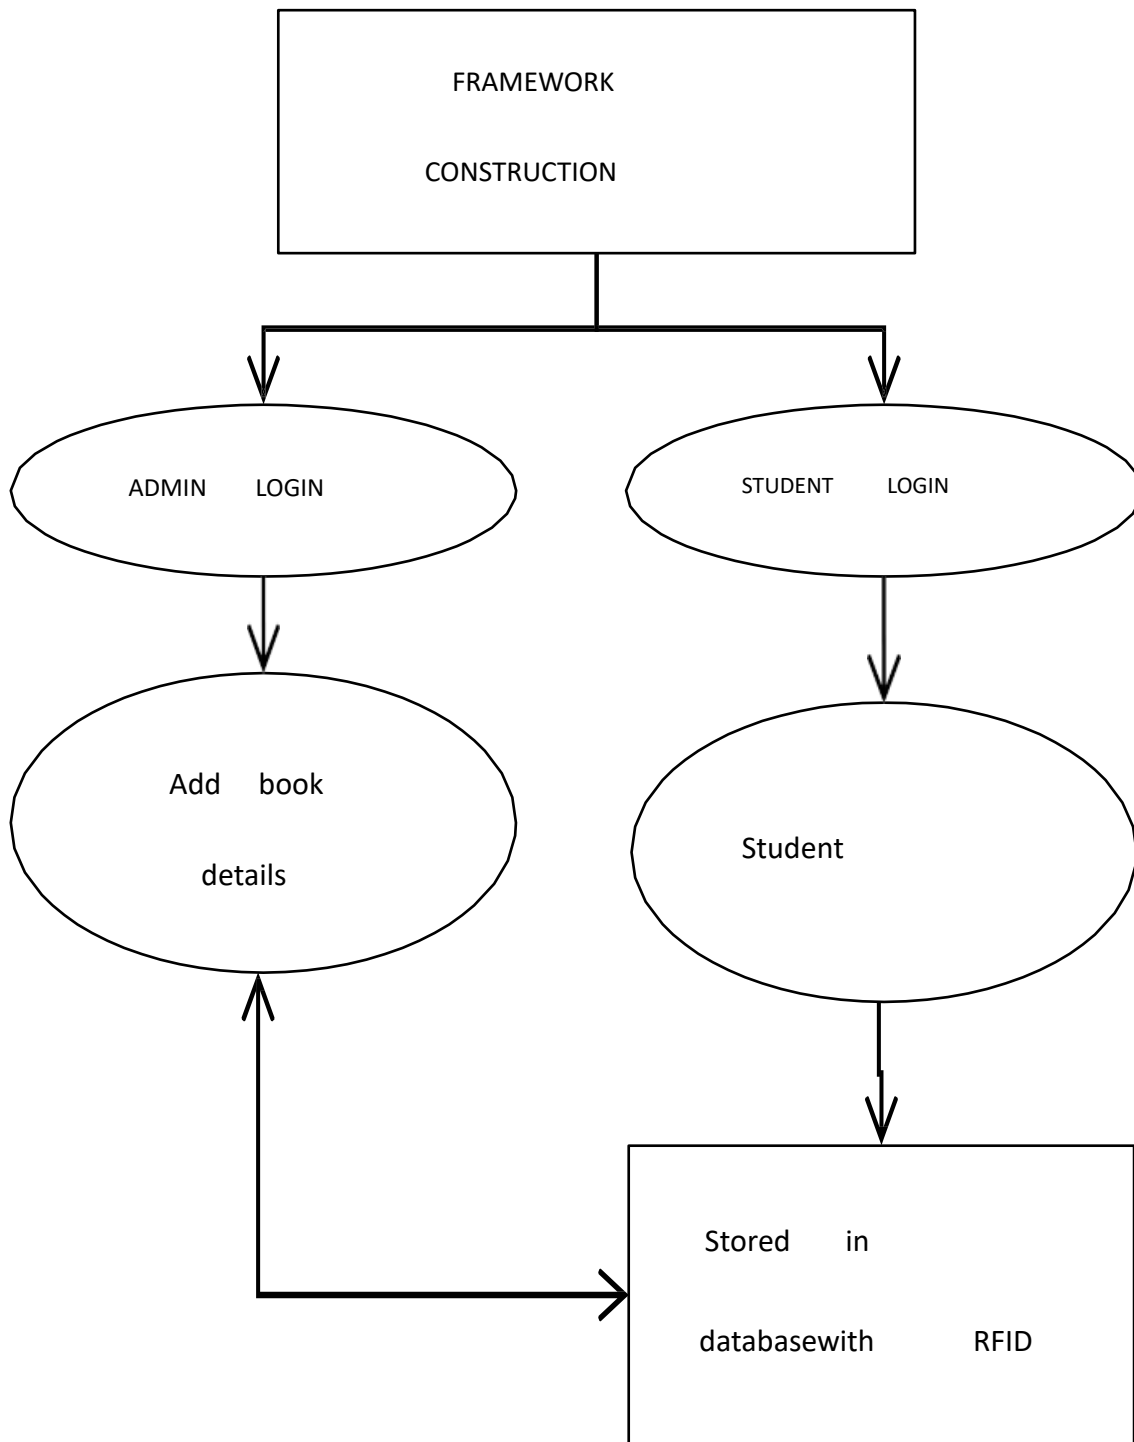 FRAMEWORK
CONSTRUCTION
ADMIN LOGIN
STUDENT LOGIN
Add book
details
Student
Stored in
databasewith RFID